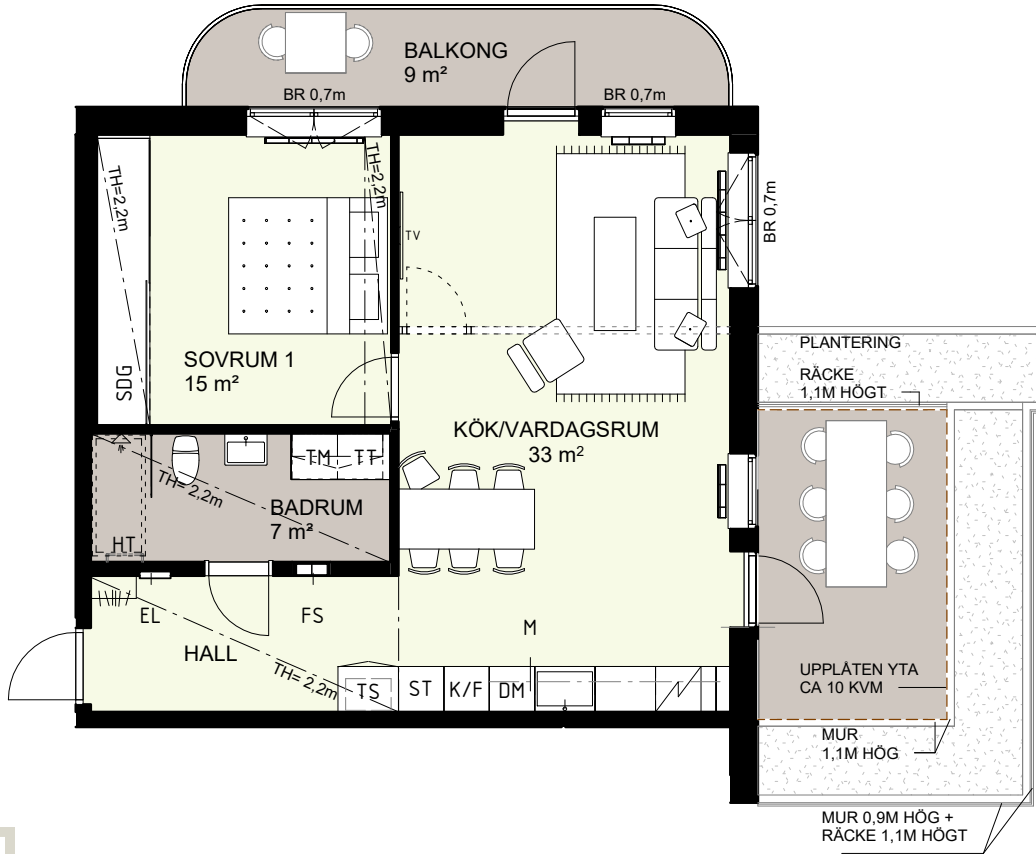 BALKONG
9 m²
BR 0,7m
BR 0,7m
TH=2,2m
TH=2,2m
BR 0,7m
TV
SDG
SOVRUM 1
15 m²
PLANTERING
RÄCKE
1,1M HÖGT
KÖK/VARDAGSRUM
33 m²
TM
TT
TH= 2,2m
BADRUM
7 m²
HT
EL
FS
M
HALL
TH= 2,2m
TS
ST
K/F
DM
UPPLÅTEN YTA
CA 10 KVM
MUR
1,1M HÖG
MUR 0,9M HÖG +
RÄCKE 1,1M HÖGT